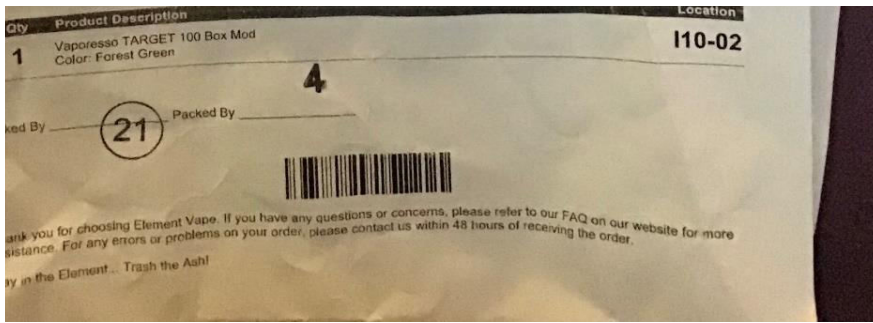 Qty Product Description Location
1 Vaporesso TARGET 100 Box Mod I10-02
Color: Forest Green
4
ked By 21 Packed By
ank you for choosing Element Vape. If you have any questions or concerns, please refer to our FAQ on our website for more
sistance. For any errors or problems on your order, please contact us within 48 hours of receiving the order.
ay in the Element... Trash the Ash!